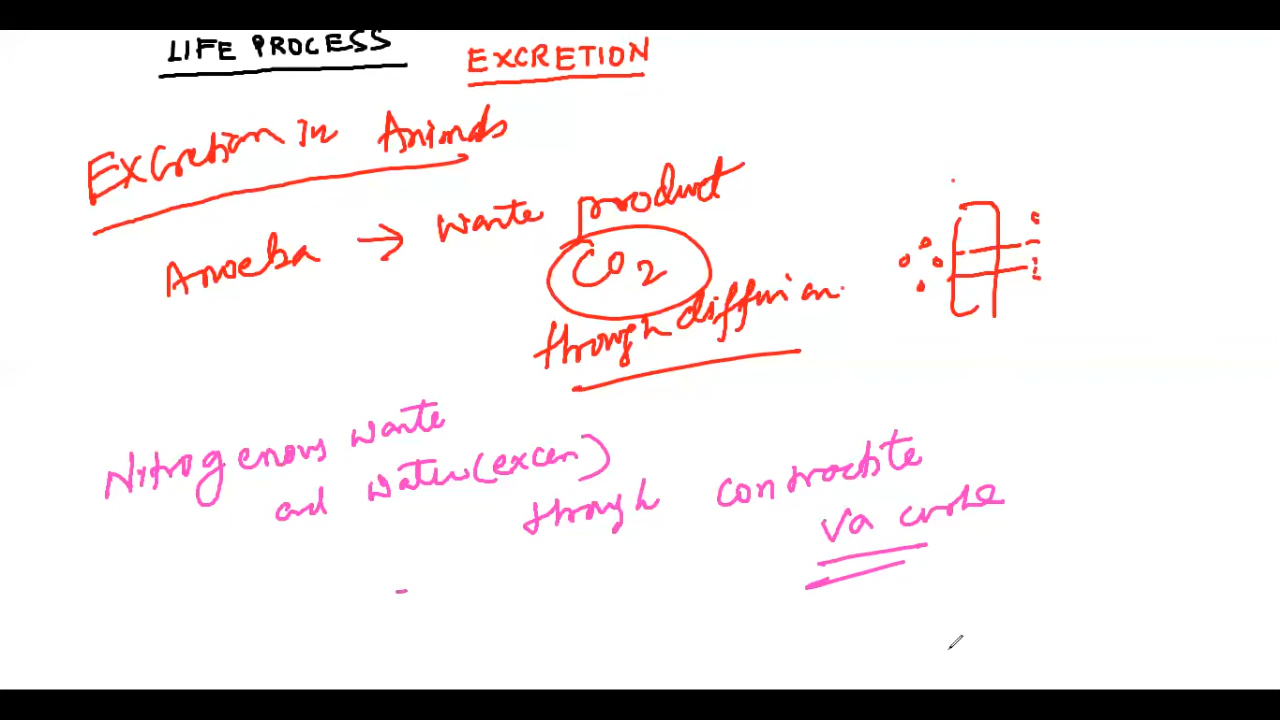 LIFE PROCESS
EXCRETION
Excretion in Animals
Amoeba → Waste product
CO2
through diffusion.
Nitrogenous waste
and water (excess)
through contractile
Vacuole